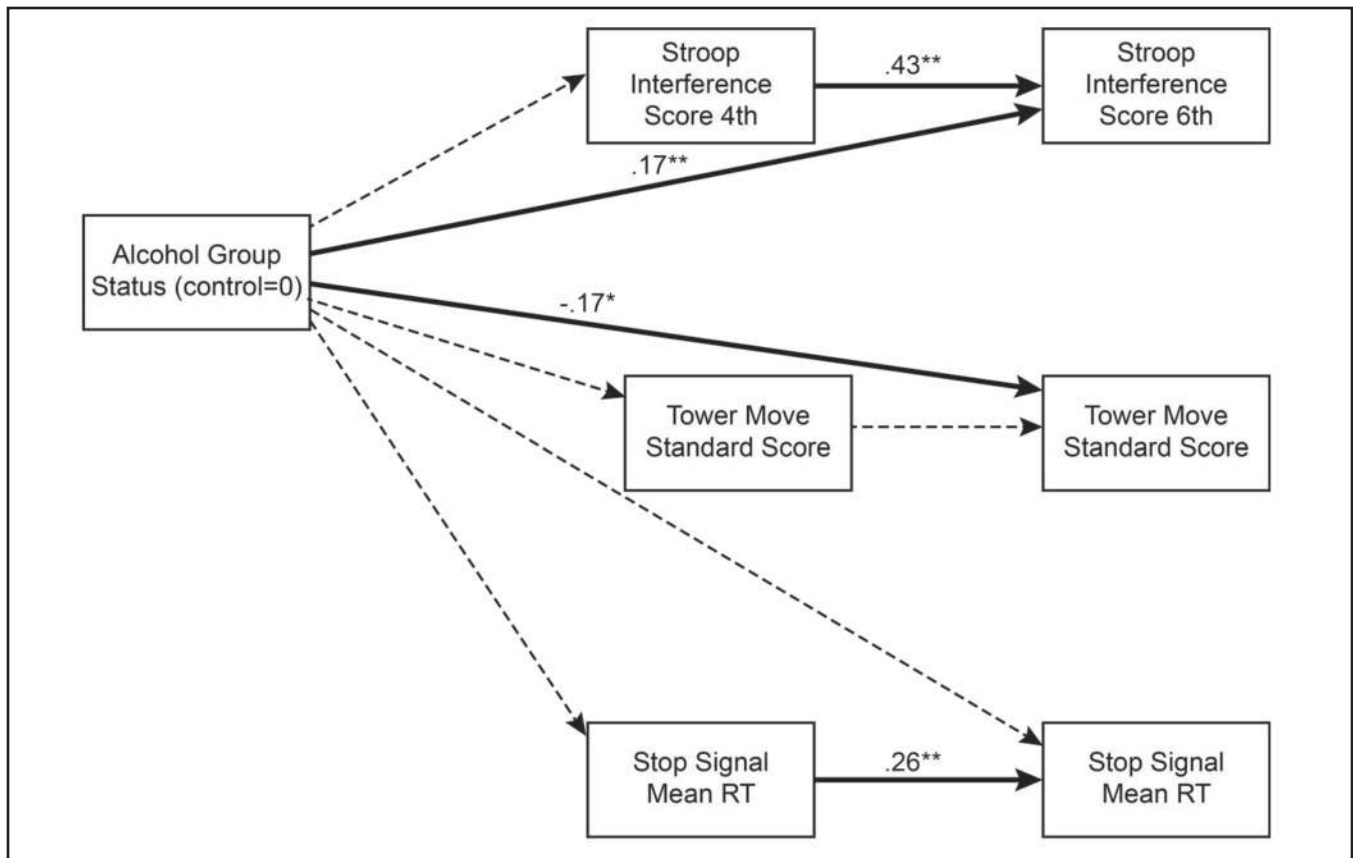 Stroop
Interference
Score 4th
.43**
Stroop
Interference
Score 6th
.17**
Alcohol Group
Status (control=0)
-.17*
Tower Move
Standard Score
Tower Move
Standard Score
Stop Signal
Mean RT
.26**
Stop Signal
Mean RT